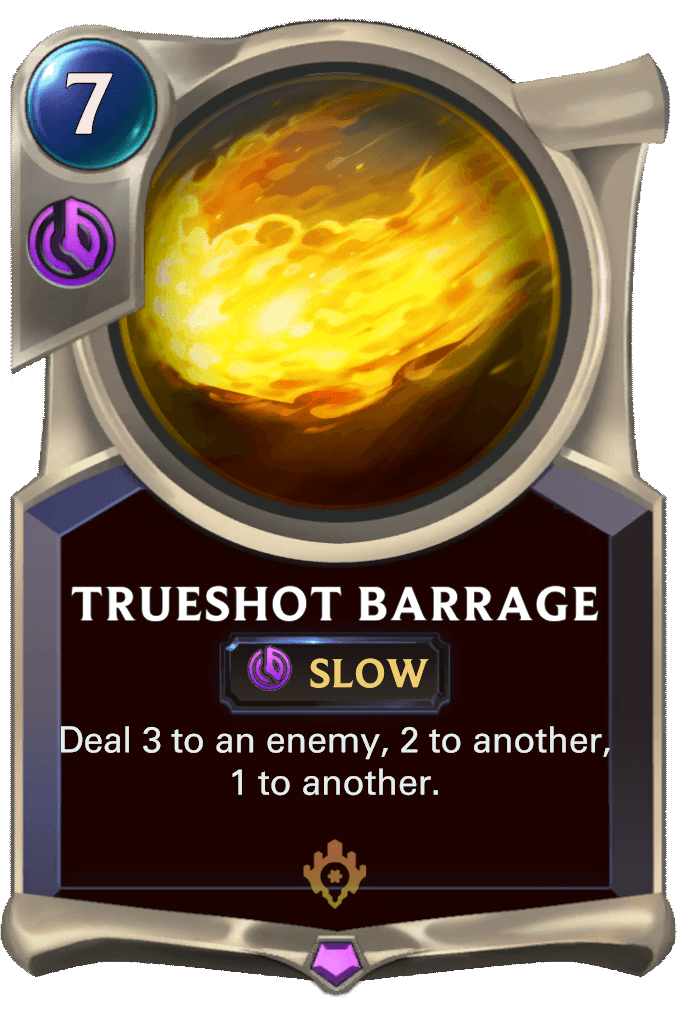 7
TRUESHOT BARRAGE
SLOW
Deal 3 to an enemy, 2 to another,
1 to another.